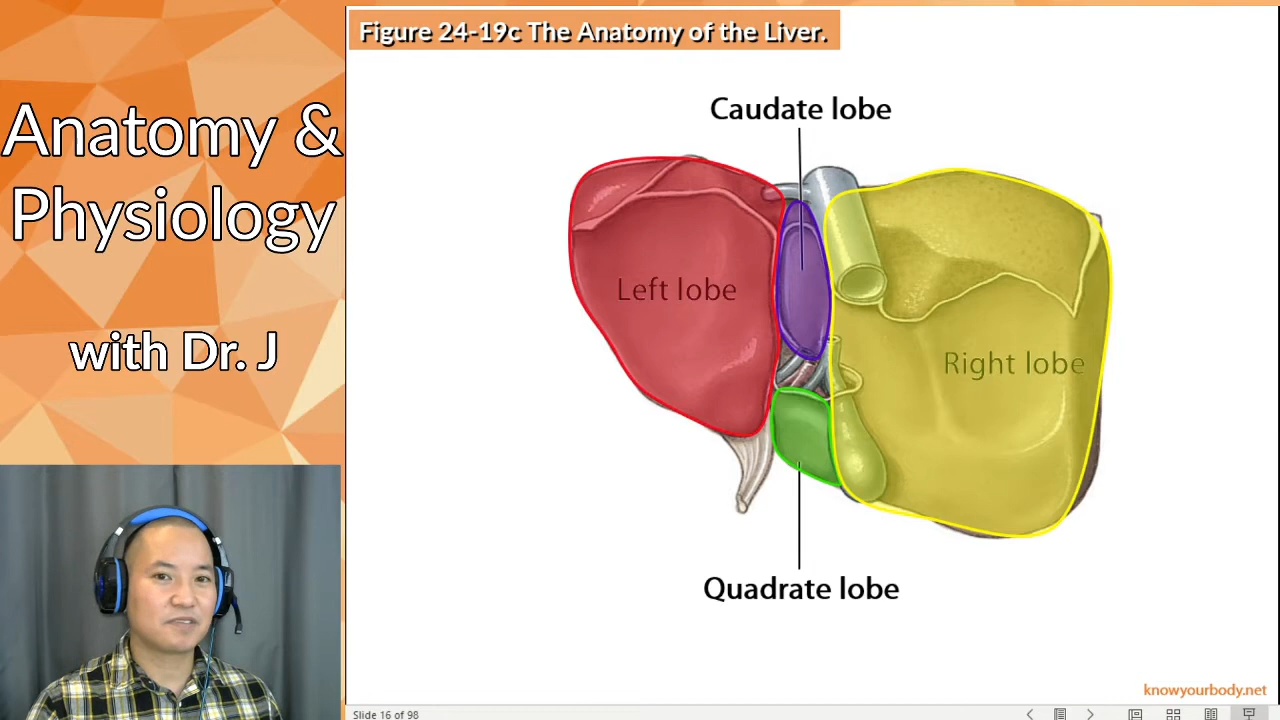 Anatomy &
Physiology
with Dr. J
Figure 24-19c The Anatomy of the Liver.
Caudate lobe
Left lobe
Right lobe
Quadrate lobe
knowyourbody.net
Slide 16 of 98